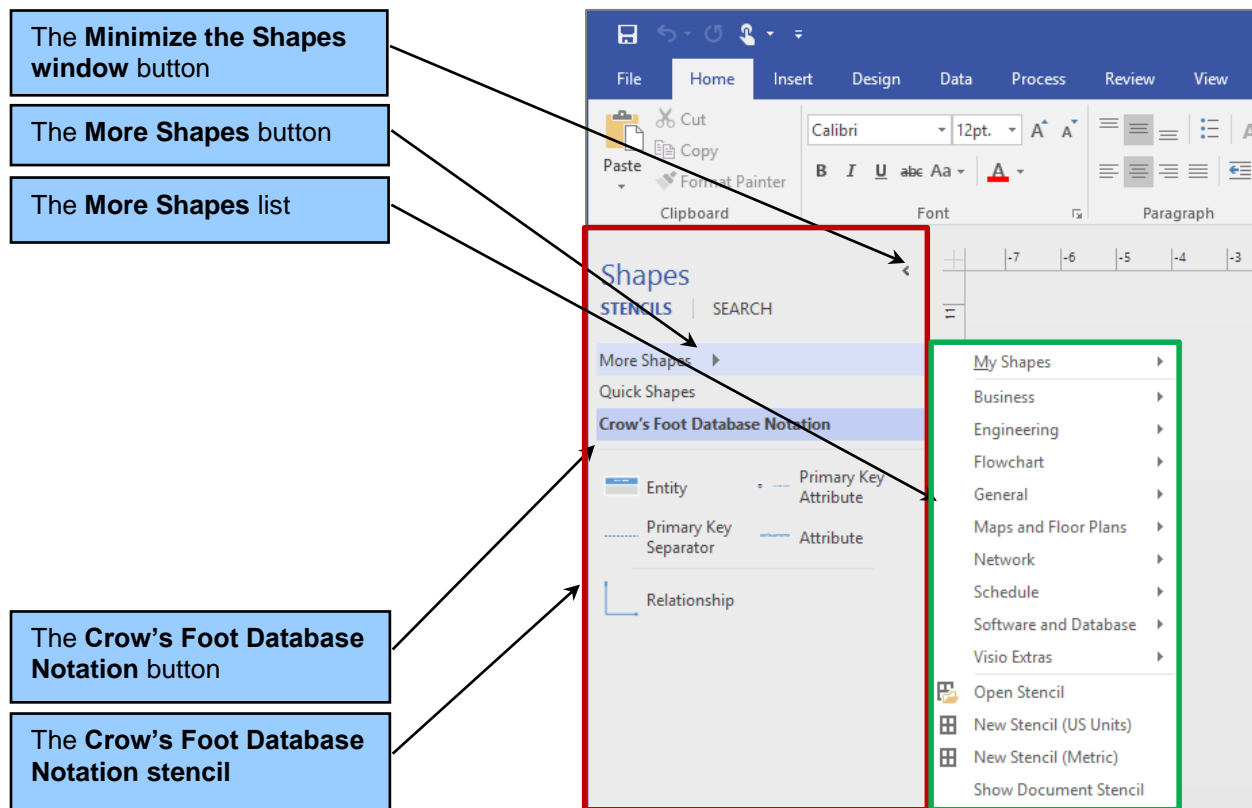 The Minimize the Shapes
window button
The More Shapes button
The More Shapes list
The Crow's Foot Database
Notation button
The Crow's Foot Database
Notation stencil
File Home Insert Design Data Process Review View
Paste
Cut
Copy
Format Painter
Clipboard
Calibri 12pt. A A
B I U abc Aa A
Font
Paragraph
Shapes
STENCILS SEARCH
More Shapes
Quick Shapes
Crow's Foot Database Notation
Entity
Primary Key
Attribute
Primary Key
Separator
Attribute
Relationship
-7 -6 -5 -4 -3
11
My Shapes
Business
Engineering
Flowchart
General
Maps and Floor Plans
Network
Schedule
Software and Database
Visio Extras
Open Stencil
New Stencil (US Units)
New Stencil (Metric)
Show Document Stencil